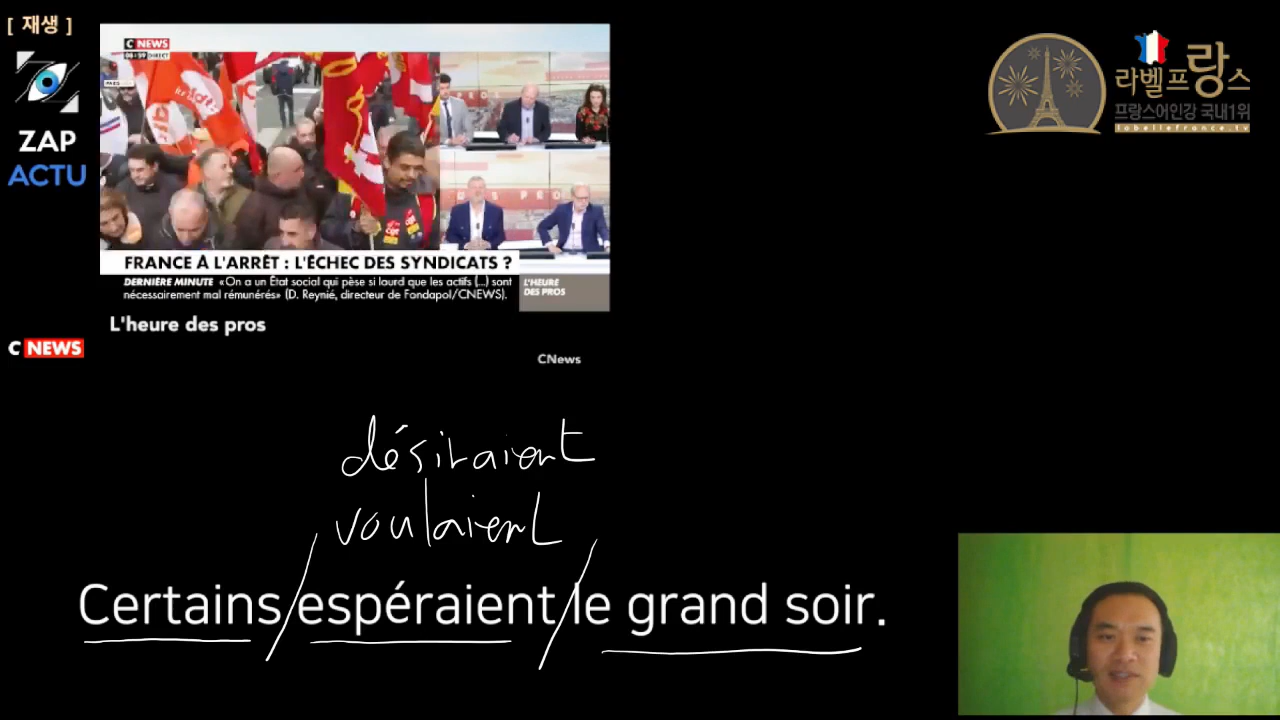 [ 재생 ]
ZAP
ACTU
C NEWS
C NEWS
DIRECT
PARIS
FRANCE À L'ARRÊT : L'ÉCHEC DES SYNDICATS ?
DERNIÈRE MINUTE «On a un État social qui pèse si lourd que les actifs (...) sont
nécessairement mal rémunérés» (D. Reynié, directeur de Fondapol/CNEWS).
L'HEURE
DES PROS
L'heure des pros
CNews
라벨프랑스
프랑스어인강 국내1위
labellefrance.tv
désiraient
voulaient
Certains espéraient le grand soir.